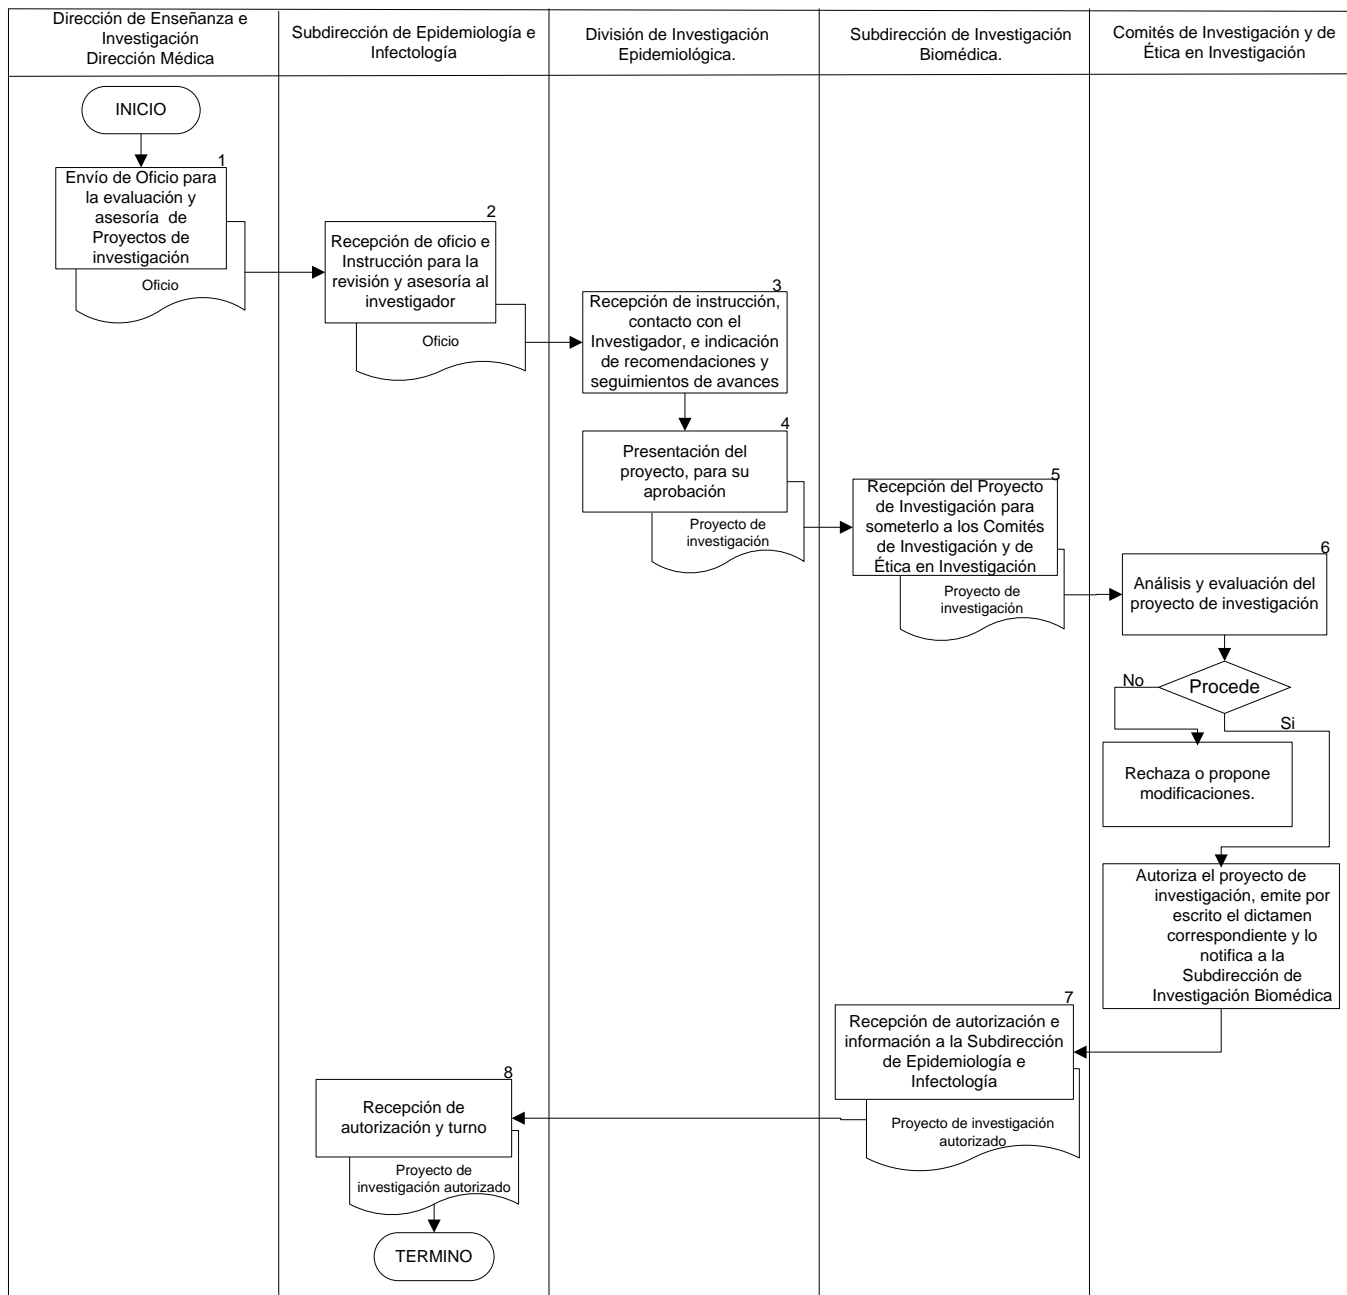 Dirección de Enseñanza e
Investigación
Dirección Médica
Subdirección de Epidemiología e
Infectología
División de Investigación
Epidemiológica.
Subdirección de Investigación
Biomédica.
Comités de Investigación y de
Ética en Investigación
INICIO
1
Envío de Oficio para
la evaluación y
asesoría de
Proyectos de
investigación
Oficio
2
Recepción de oficio e
Instrucción para la
revisión y asesoría al
investigador
Oficio
3
Recepción de instrucción,
contacto con el
Investigador, e indicación
de recomendaciones y
seguimientos de avances
4
Presentación del
proyecto, para su
aprobación
Proyecto de
investigación
5
Recepción del Proyecto
de Investigación para
someterlo a los Comités
de Investigación y de
Ética en Investigación
Proyecto de
investigación
6
Análisis y evaluación del
proyecto de investigación
Procede
No
Si
Rechaza o propone
modificaciones.
Autoriza el proyecto de
investigación, emite por
escrito el dictamen
correspondiente y lo
notifica a la
Subdirección de
Investigación Biomédica
7
Recepción de autorización e
información a la Subdirección
de Epidemiología e
Infectología
Proyecto de investigación
autorizado
8
Recepción de
autorización y turno
Proyecto de
investigación autorizado
TERMINO